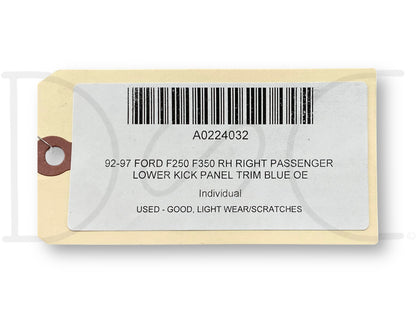 A0224032
92-97 FORD F250 F350 RH RIGHT PASSENGER
LOWER KICK PANEL TRIM BLUE OE
Individual
USED - GOOD, LIGHT WEAR/SCRATCHES